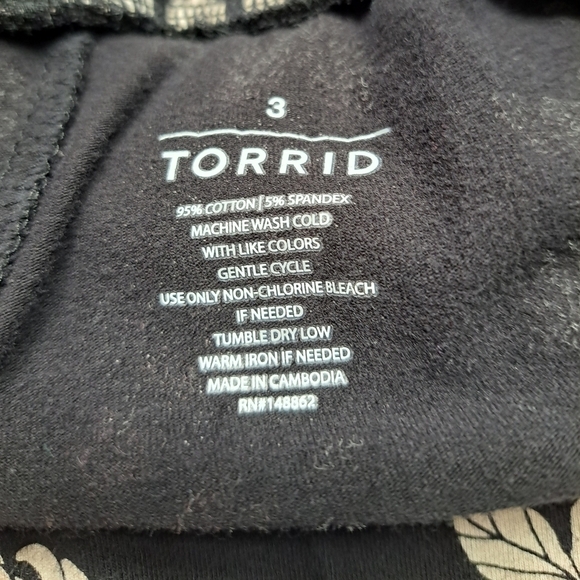 3
TORRID
95% COTTON | 5% SPANDEX
MACHINE WASH COLD
WITH LIKE COLORS
GENTLE CYCLE
USE ONLY NON-CHLORINE BLEACH
IF NEEDED
TUMBLE DRY LOW
WARM IRON IF NEEDED
MADE IN CAMBODIA
RN#148862